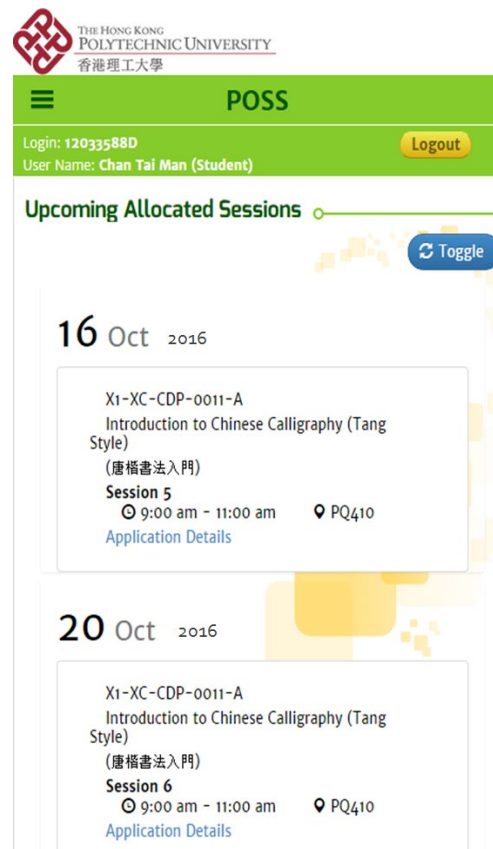 THE HONG KONG
POLYTECHNIC UNIVERSITY
香港理工大學
POSS
Login: 12033588D
Logout
User Name: Chan Tai Man (Student)
Upcoming Allocated Sessions
Toggle
16 Oct 2016
X1-XC-CDP-0011-A
Introduction to Chinese Calligraphy (Tang
Style)
(唐楷書法入門)
Session 5
9:00 am - 11:00 am PQ410
Application Details
20 Oct 2016
X1-XC-CDP-0011-A
Introduction to Chinese Calligraphy (Tang
Style)
(唐楷書法入門)
Session 6
9:00 am - 11:00 am PQ410
Application Details